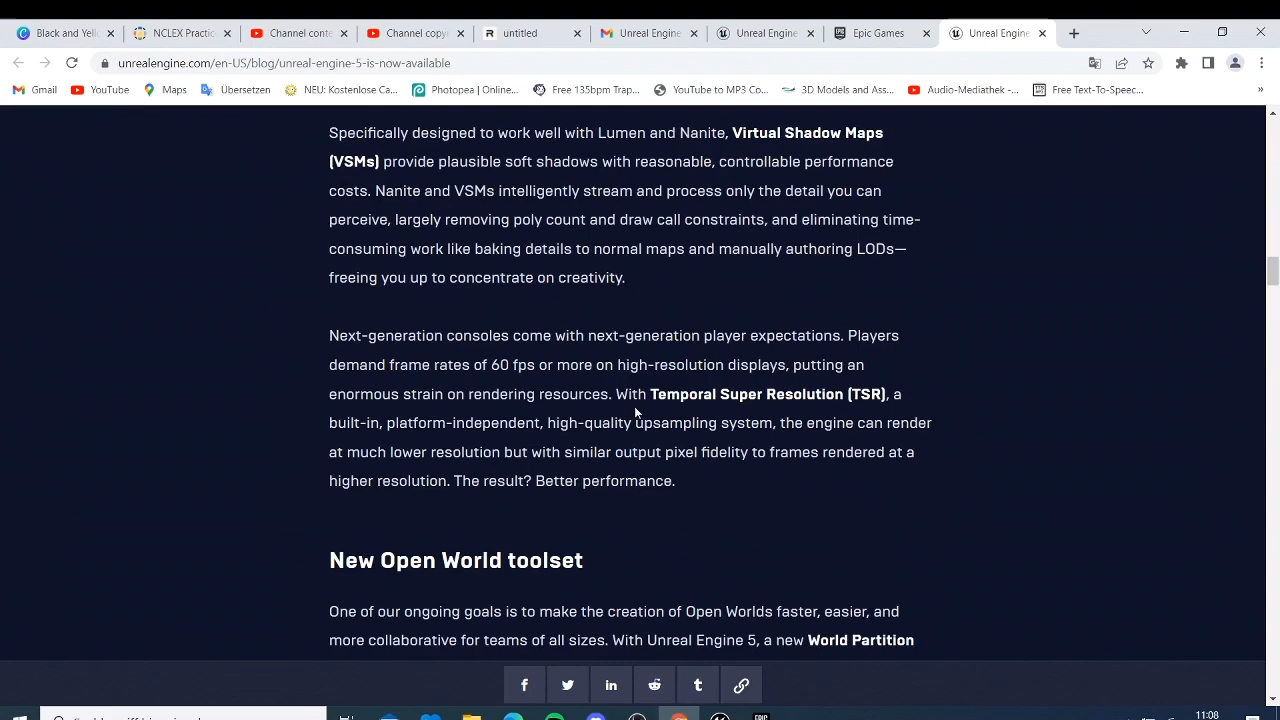 Black and Yell
NCLEX Practic
Channel conte
Channel copy
untitled
Unreal Engine
Unreal Engine
Epic Games
Unreal Engine
unrealengine.com/en-US/blog/unreal-engine-5-is-now-available
Gmail
YouTube
Maps
Übersetzen
NEU: Kostenlose Ca...
Photopea | Online...
Free 135bpm Trap...
YouTube to MP3 Co...
3D Models and Ass...
Audio-Mediathek -...
Free Text-To-Speec...
»
Specifically designed to work well with Lumen and Nanite, Virtual Shadow Maps
(VSMs) provide plausible soft shadows with reasonable, controllable performance
costs. Nanite and VSMs intelligently stream and process only the detail you can
perceive, largely removing poly count and draw call constraints, and eliminating time-
consuming work like baking details to normal maps and manually authoring LODs—
freeing you up to concentrate on creativity.
Next-generation consoles come with next-generation player expectations. Players
demand frame rates of 60 fps or more on high-resolution displays, putting an
enormous strain on rendering resources. With Temporal Super Resolution (TSR), a
built-in, platform-independent, high-quality upsampling system, the engine can render
at much lower resolution but with similar output pixel fidelity to frames rendered at a
higher resolution. The result? Better performance.
New Open World toolset
One of our ongoing goals is to make the creation of Open Worlds faster, easier, and
more collaborative for teams of all sizes. With Unreal Engine 5, a new World Partition
11:08